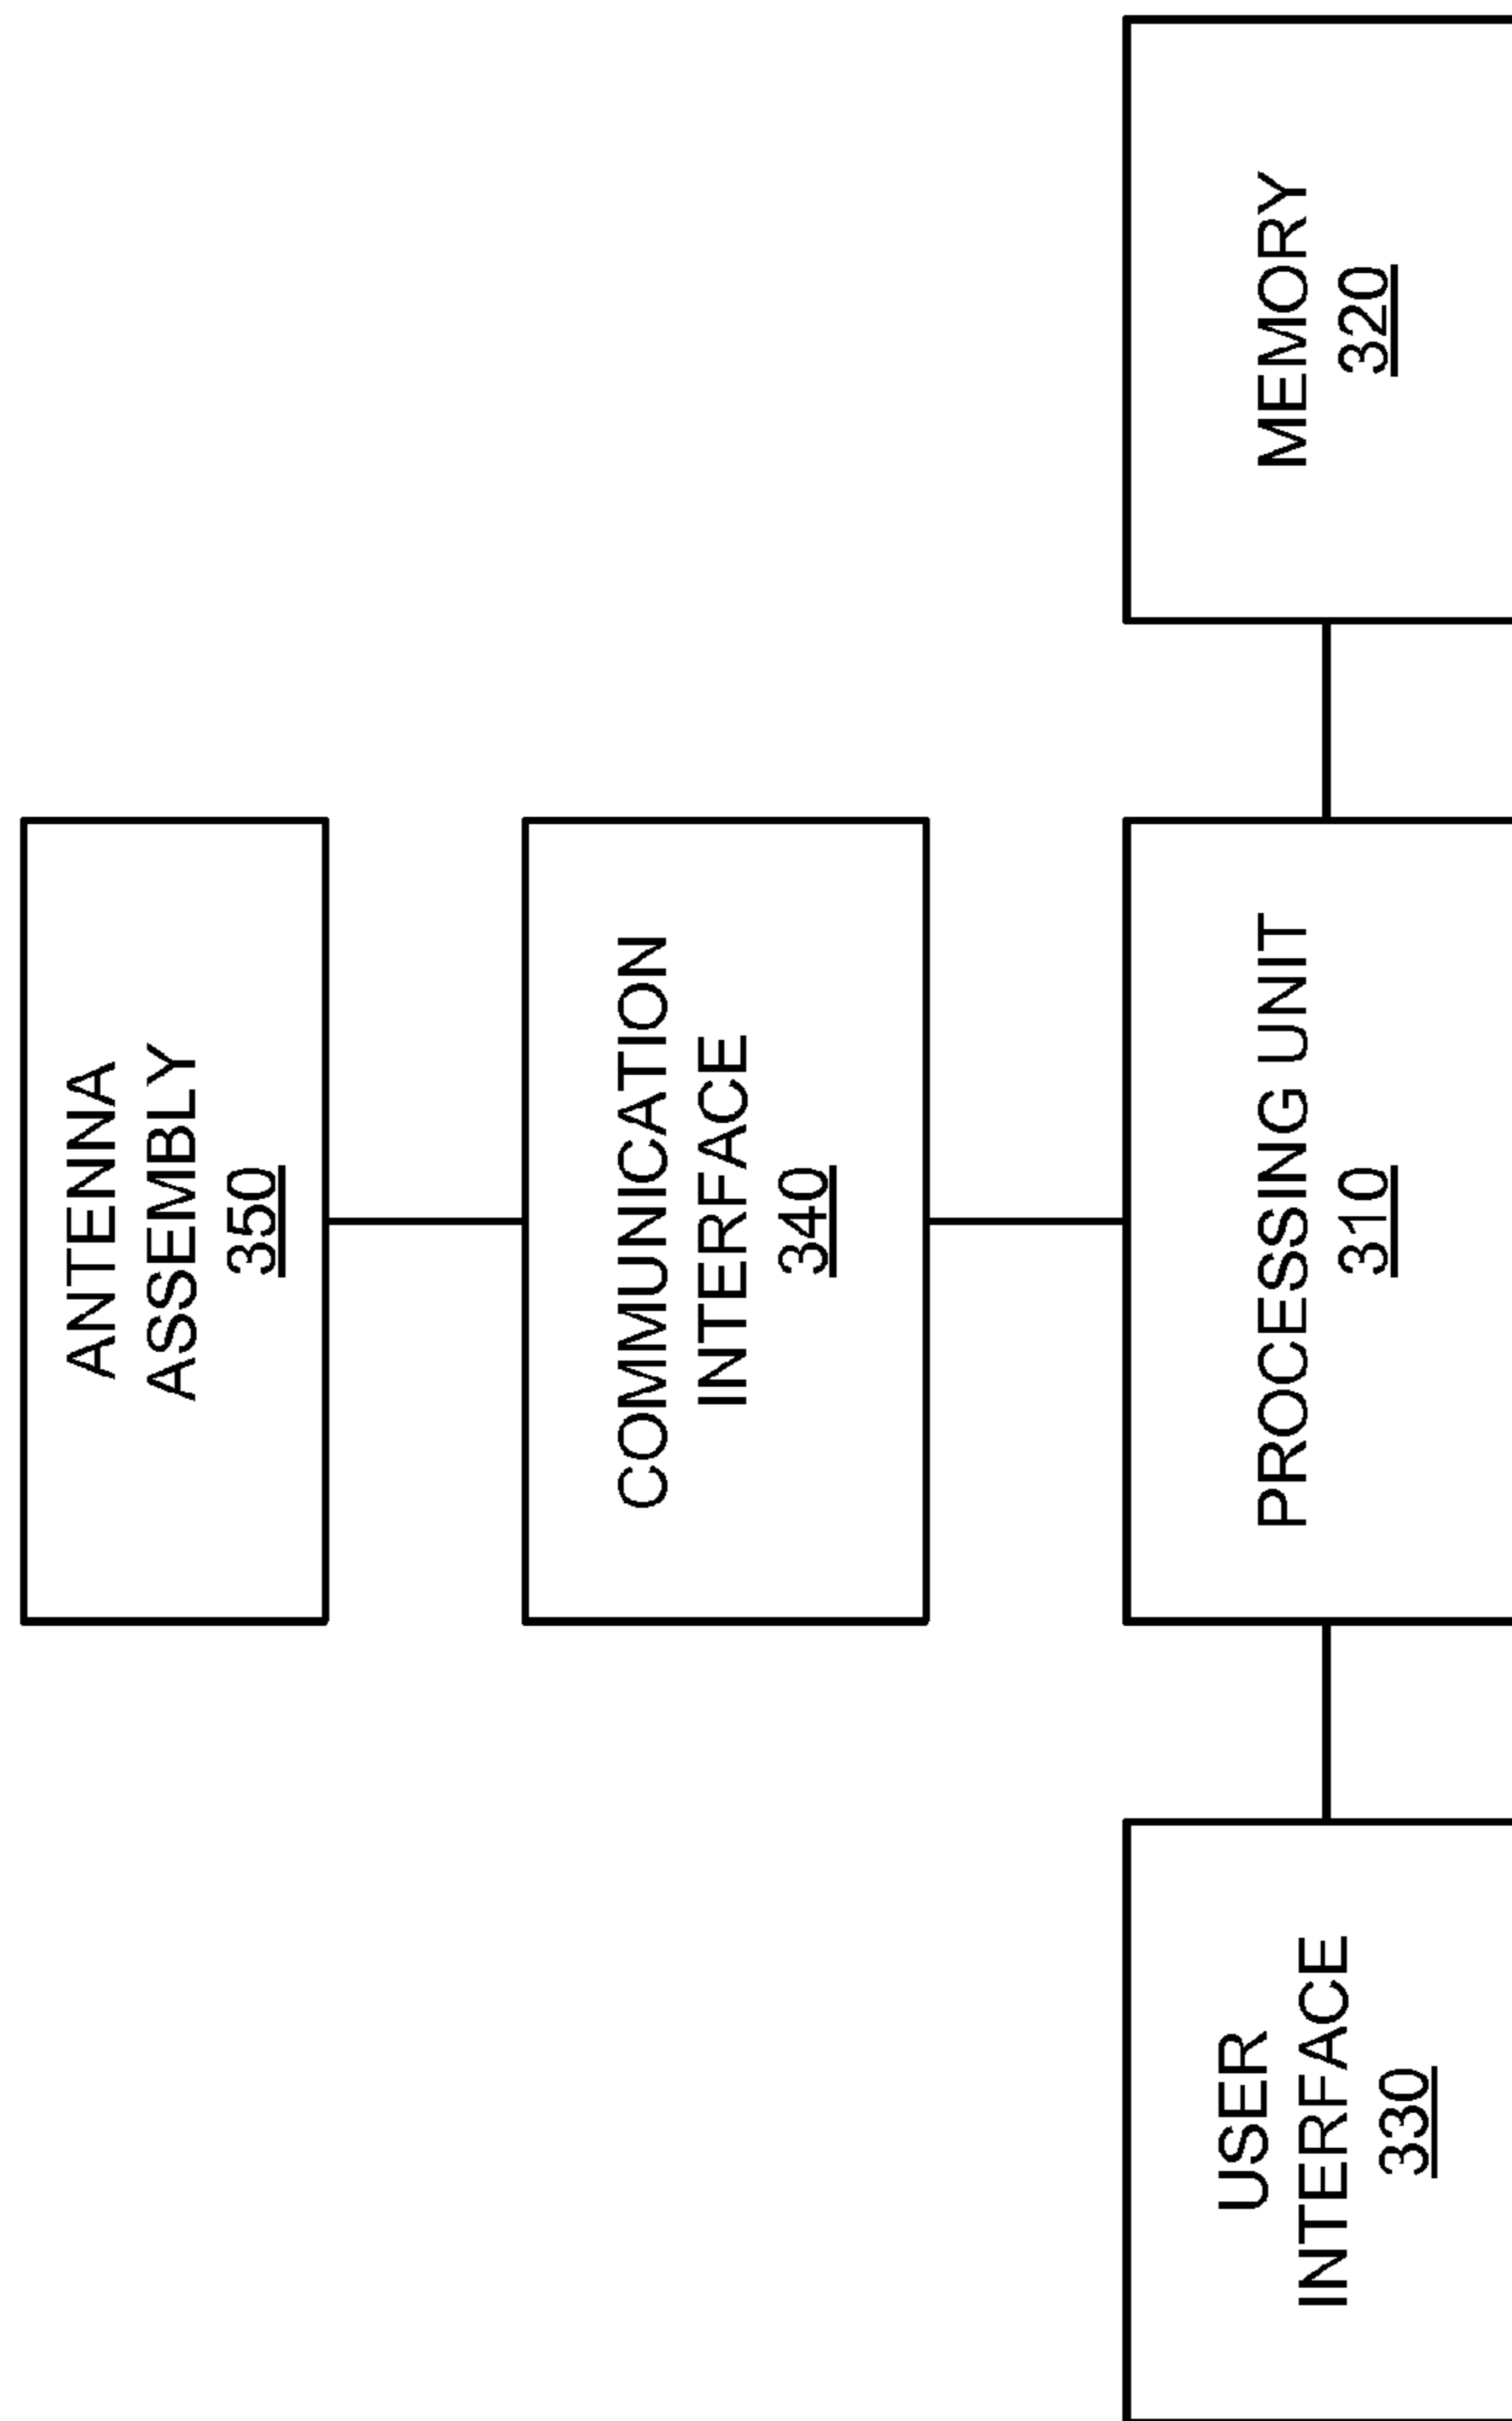 ANTENNA
ASSEMBLY
350
COMMUNICATION
INTERFACE
340
USER
INTERFACE
330
PROCESSING UNIT
310
MEMORY
320